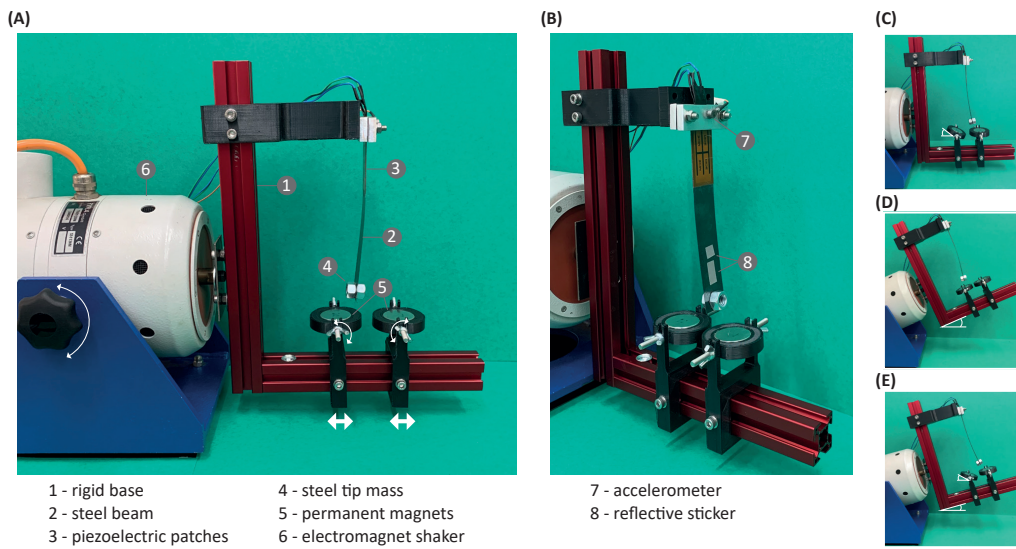 (A)
(B)
(C)
(D)
(E)
6
1
3
2
4
5
7
8
CE
1 - rigid base
2 - steel beam
3 - piezoelectric patches
4 - steel tip mass
5 - permanent magnets
6 - electromagnet shaker
7 - accelerometer
8 - reflective sticker